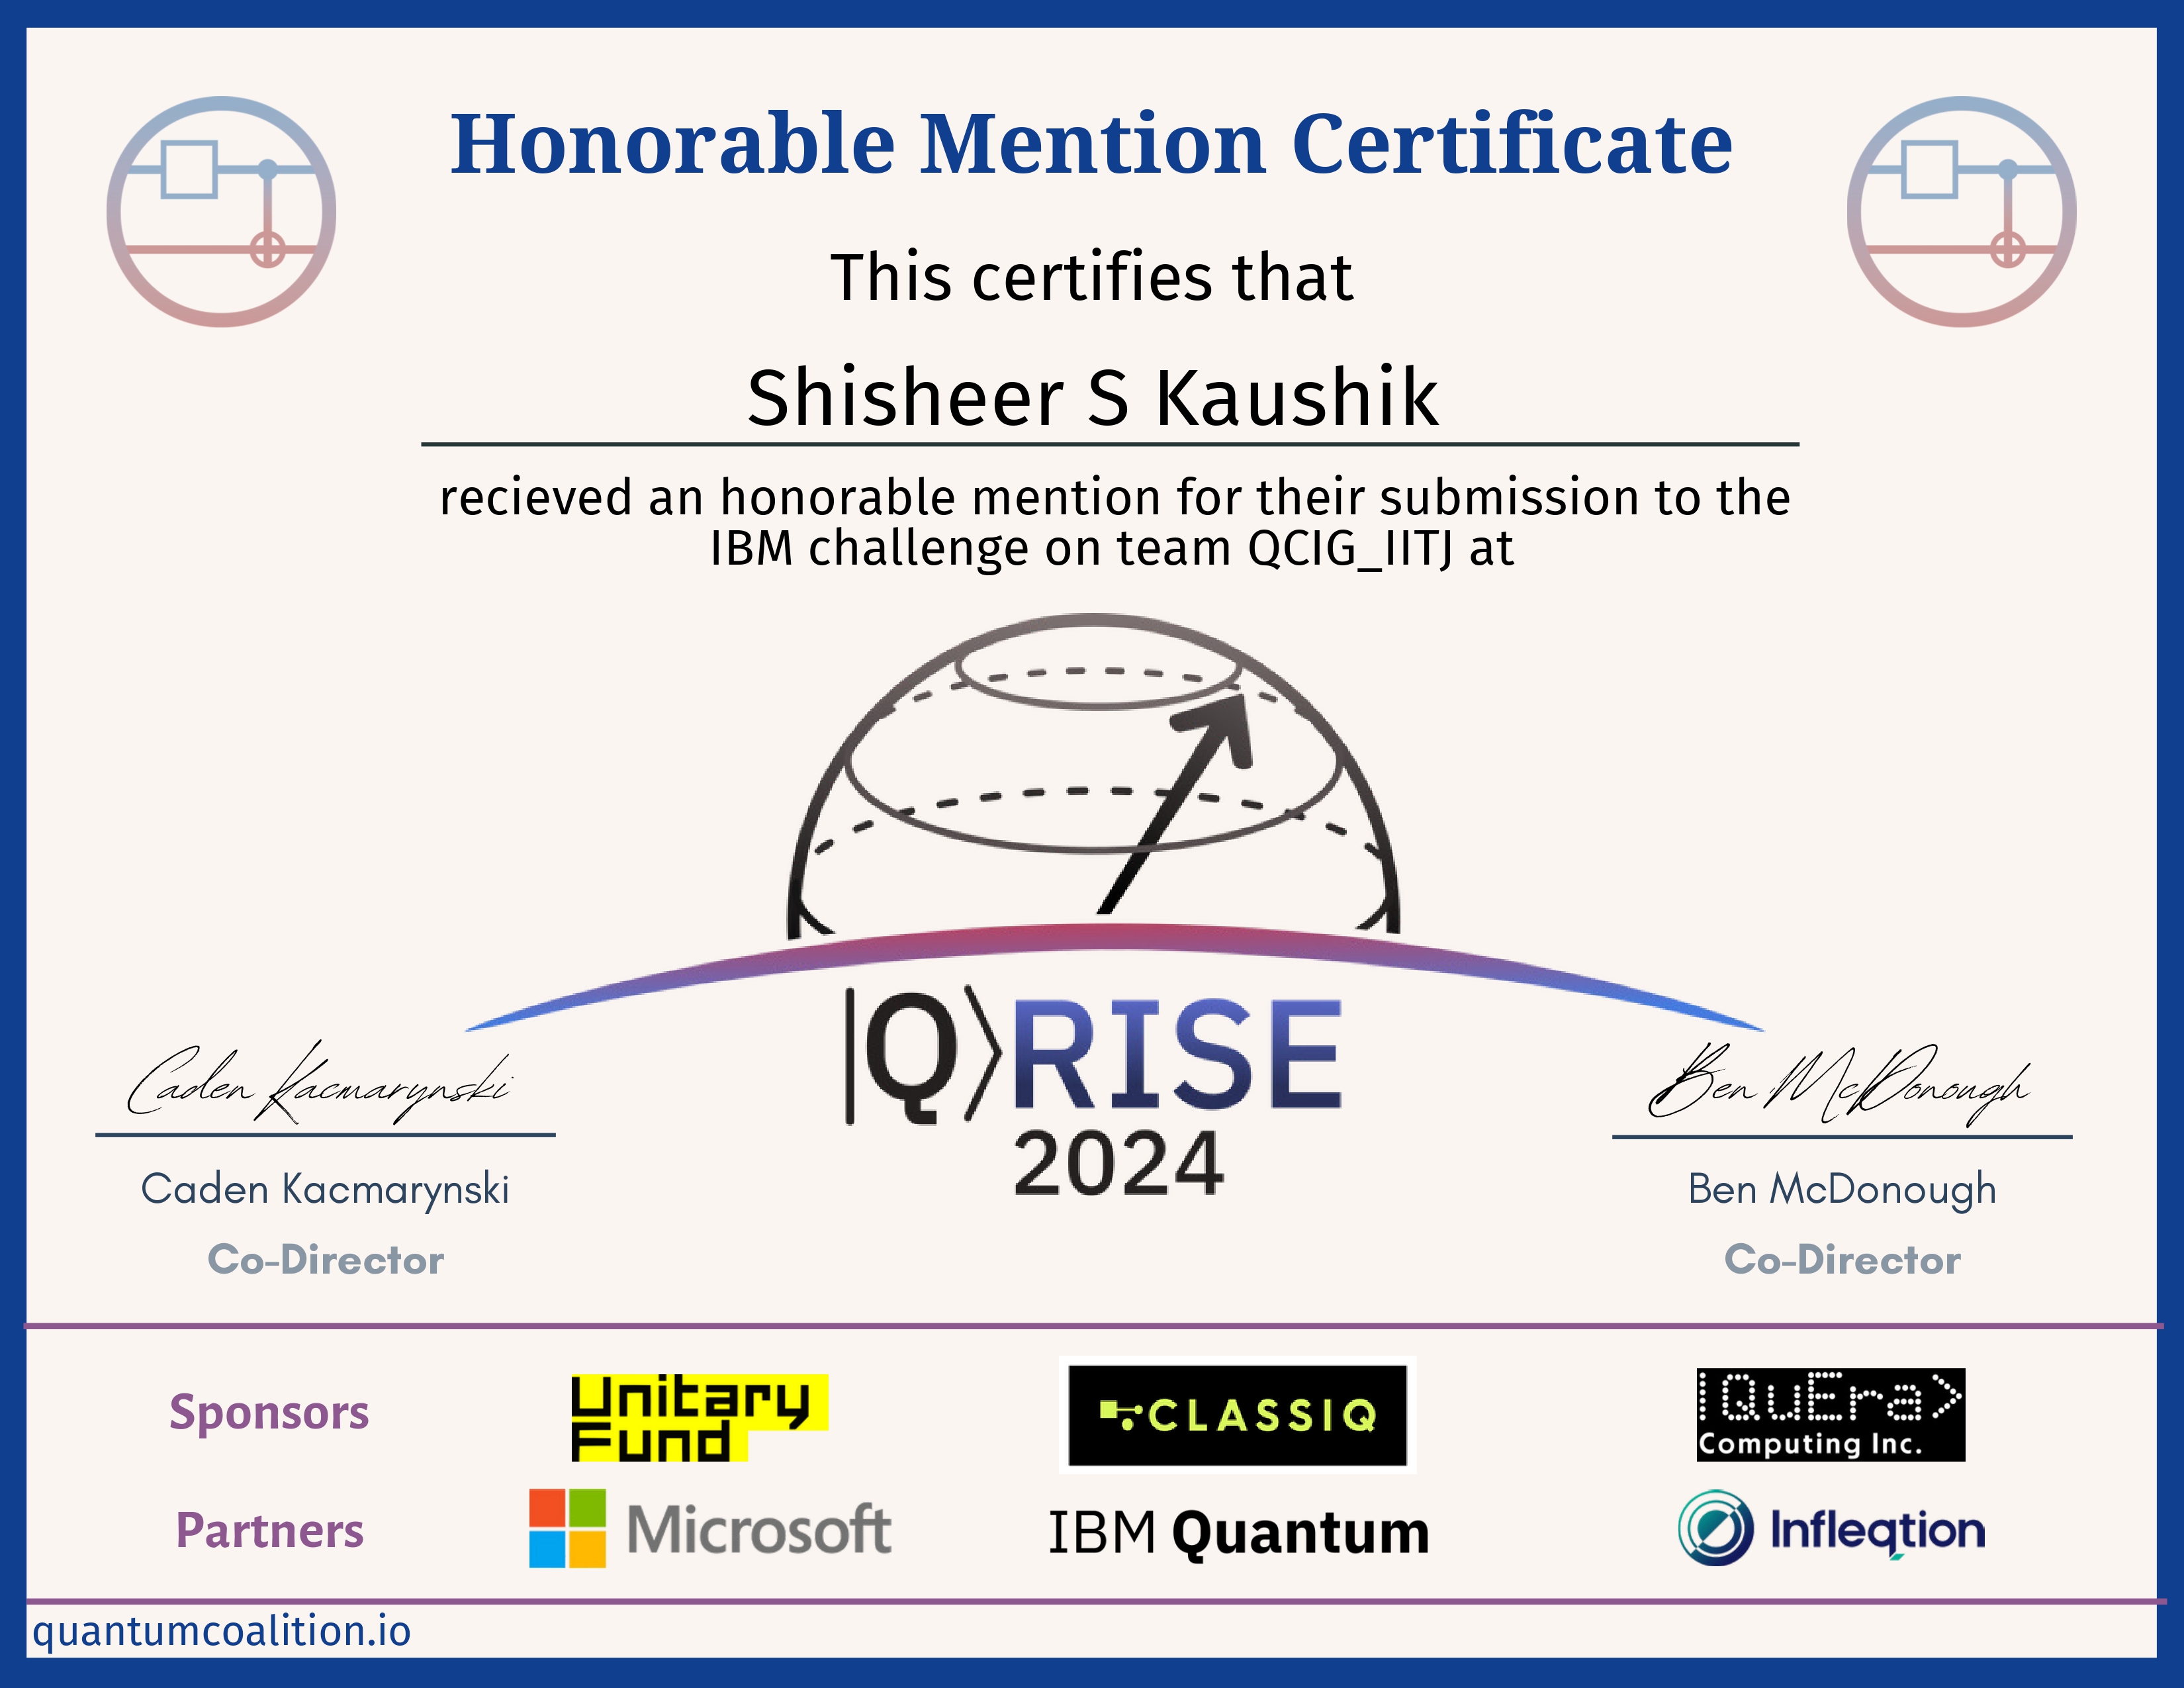 Honorable Mention Certificate
This certifies that
Shisheer S Kaushik
recieved an honorable mention for their submission to the
IBM challenge on team QCIG_IITJ at
|Q⟩RISE
2024
Caden Kacmarynski
Ben McDonough
Caden Kacmarynski
Ben McDonough
Co-Director
Co-Director
Sponsors
Unitary
Fund
CLASSIQ
|QuEra>
Computing Inc.
Partners
Microsoft
IBM Quantum
Infleqtion
quantumcoalition.io